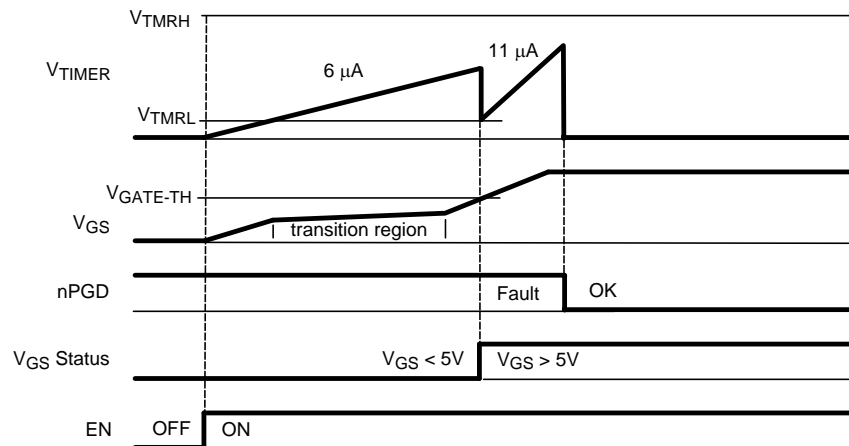 VTMRH
11 μA
6 μA
VTIMER
VTMRL
VGATE-TH
VGS
transition region
nPGD
Fault
OK
VGS Status
VGS < 5V
VGS > 5V
EN
OFF
ON